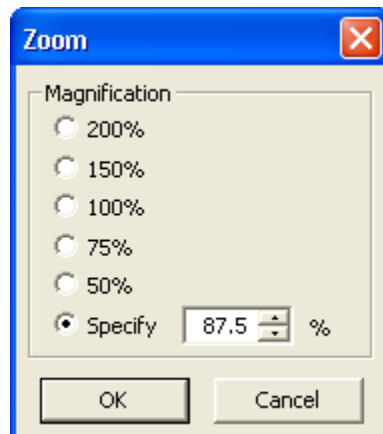 Zoom
Magnification
200%
150%
100%
75%
50%
Specify 87.5 %
OK Cancel